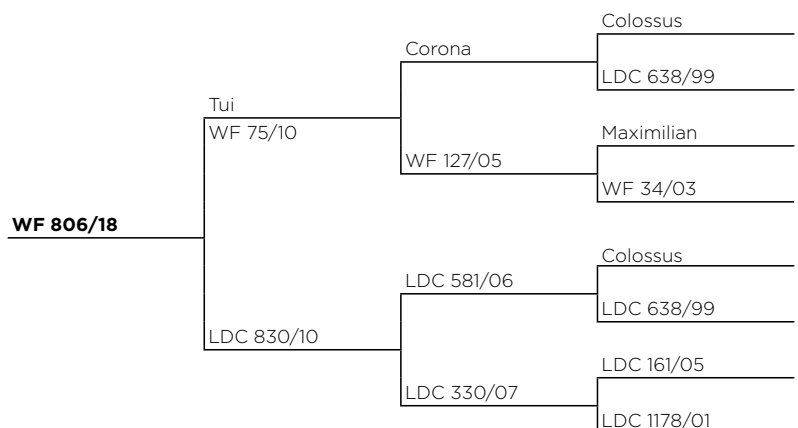 Colossus
Corona
LDC 638/99
Tui
WF 75/10
Maximilian
WF 127/05
WF 34/03
WF 806/18
Colossus
LDC 581/06
LDC 638/99
LDC 830/10
LDC 161/05
LDC 330/07
LDC 1178/01